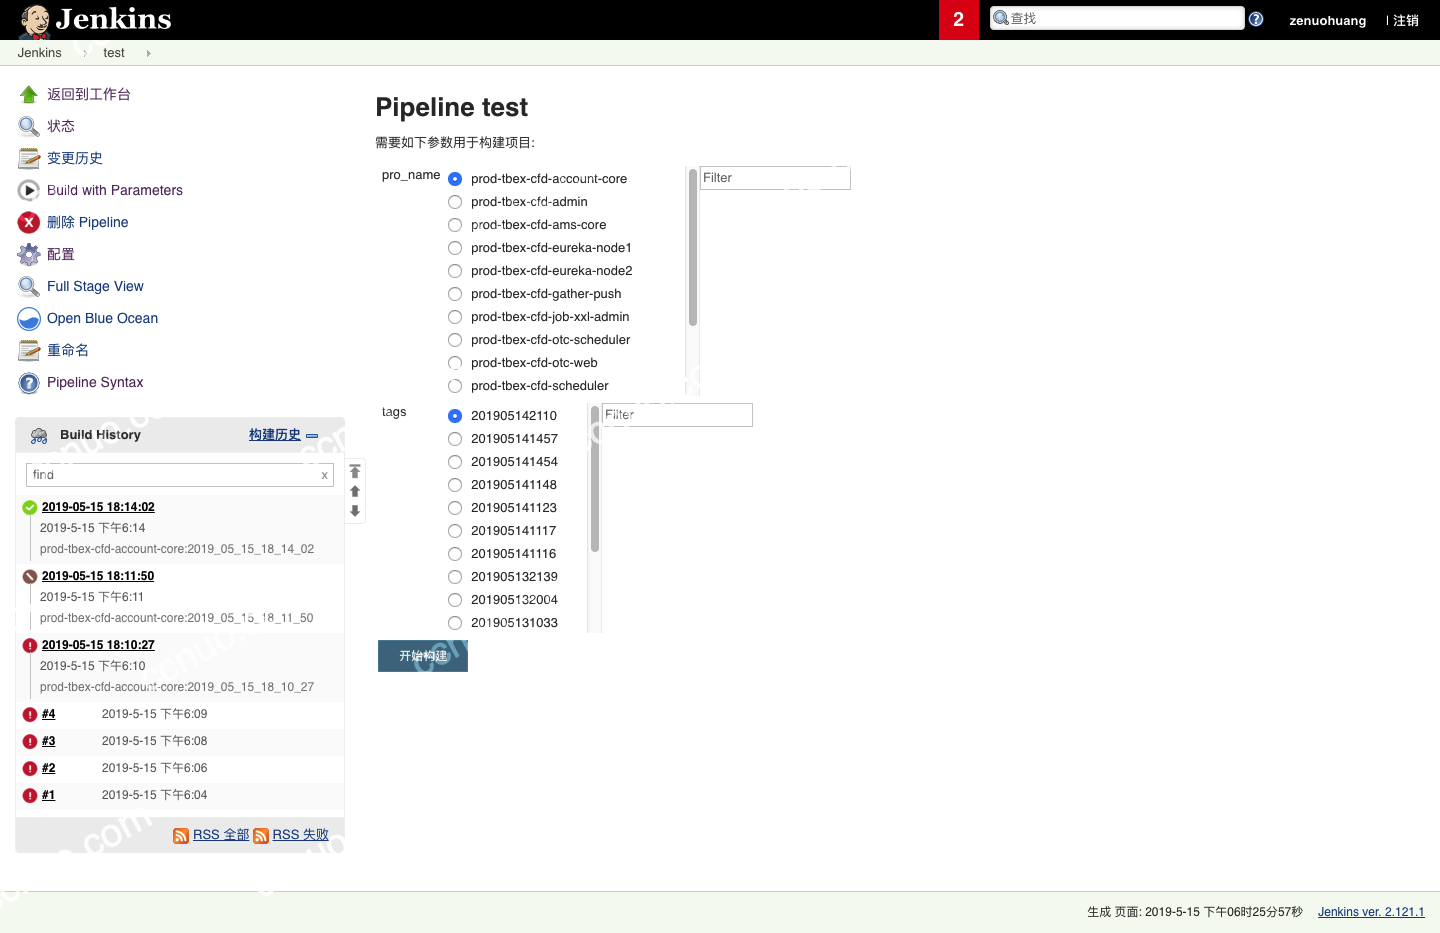 Jenkins
2
查找
zenuohuang
| 注销
Jenkins
test
返回到工作台
状态
变更历史
Build with Parameters
删除 Pipeline
配置
Full Stage View
Open Blue Ocean
重命名
Pipeline Syntax
Build History
构建历史
find
x
2019-05-15 18:14:02
2019-5-15 下午6:14
prod-tbex-cfd-account-core:2019_05_15_18_14_02
2019-05-15 18:11:50
2019-5-15 下午6:11
prod-tbex-cfd-account-core:2019_05_15_18_11_50
2019-05-15 18:10:27
2019-5-15 下午6:10
prod-tbex-cfd-account-core:2019_05_15_18_10_27
#4 2019-5-15 下午6:09
#3 2019-5-15 下午6:08
#2 2019-5-15 下午6:06
#1 2019-5-15 下午6:04
RSS 全部
RSS 失败
Pipeline test
需要如下参数用于构建项目:
pro_name
prod-tbex-cfd-account-core
prod-tbex-cfd-admin
prod-tbex-cfd-ams-core
prod-tbex-cfd-eureka-node1
prod-tbex-cfd-eureka-node2
prod-tbex-cfd-gather-push
prod-tbex-cfd-job-xxl-admin
prod-tbex-cfd-otc-scheduler
prod-tbex-cfd-otc-web
prod-tbex-cfd-scheduler
Filter
tags
201905142110
201905141457
201905141454
201905141148
201905141123
201905141117
201905141116
201905132139
201905132004
201905131033
Filter
开始构建
生成 页面: 2019-5-15 下午06时25分57秒
Jenkins ver. 2.121.1